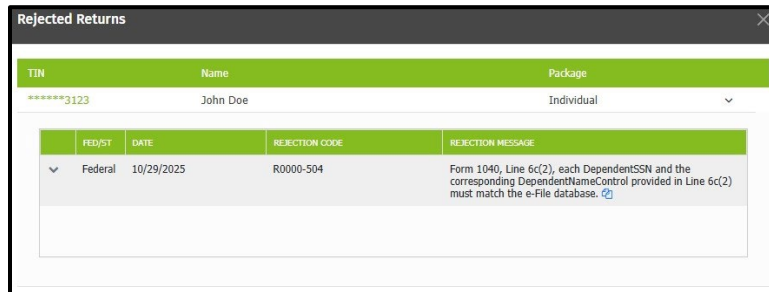 Rejected Returns
TIN Name Package
******3123 John Doe Individual
FED/ST DATE REJECTION CODE REJECTION MESSAGE
Federal 10/29/2025 R0000-504 Form 1040, Line 6c(2), each DependentSSN and the
corresponding DependentNameControl provided in Line 6c(2)
must match the e-File database.